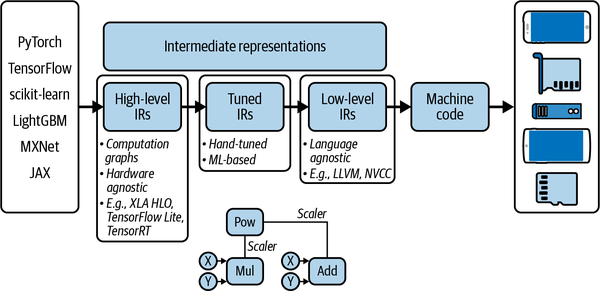 PyTorch
TensorFlow
scikit-learn
LightGBM
MXNet
JAX
Intermediate representations
High-level
IRs
• Computation
graphs
• Hardware
agnostic
• E.g., XLA HLO,
TensorFlow Lite,
TensorRT
Tuned
IRs
• Hand-tuned
• ML-based
Low-level
IRs
• Language
agnostic
• E.g., LLVM, NVCC
Machine
code
Pow
Scaler
Scaler
X
Y
Mul
X
Y
Add